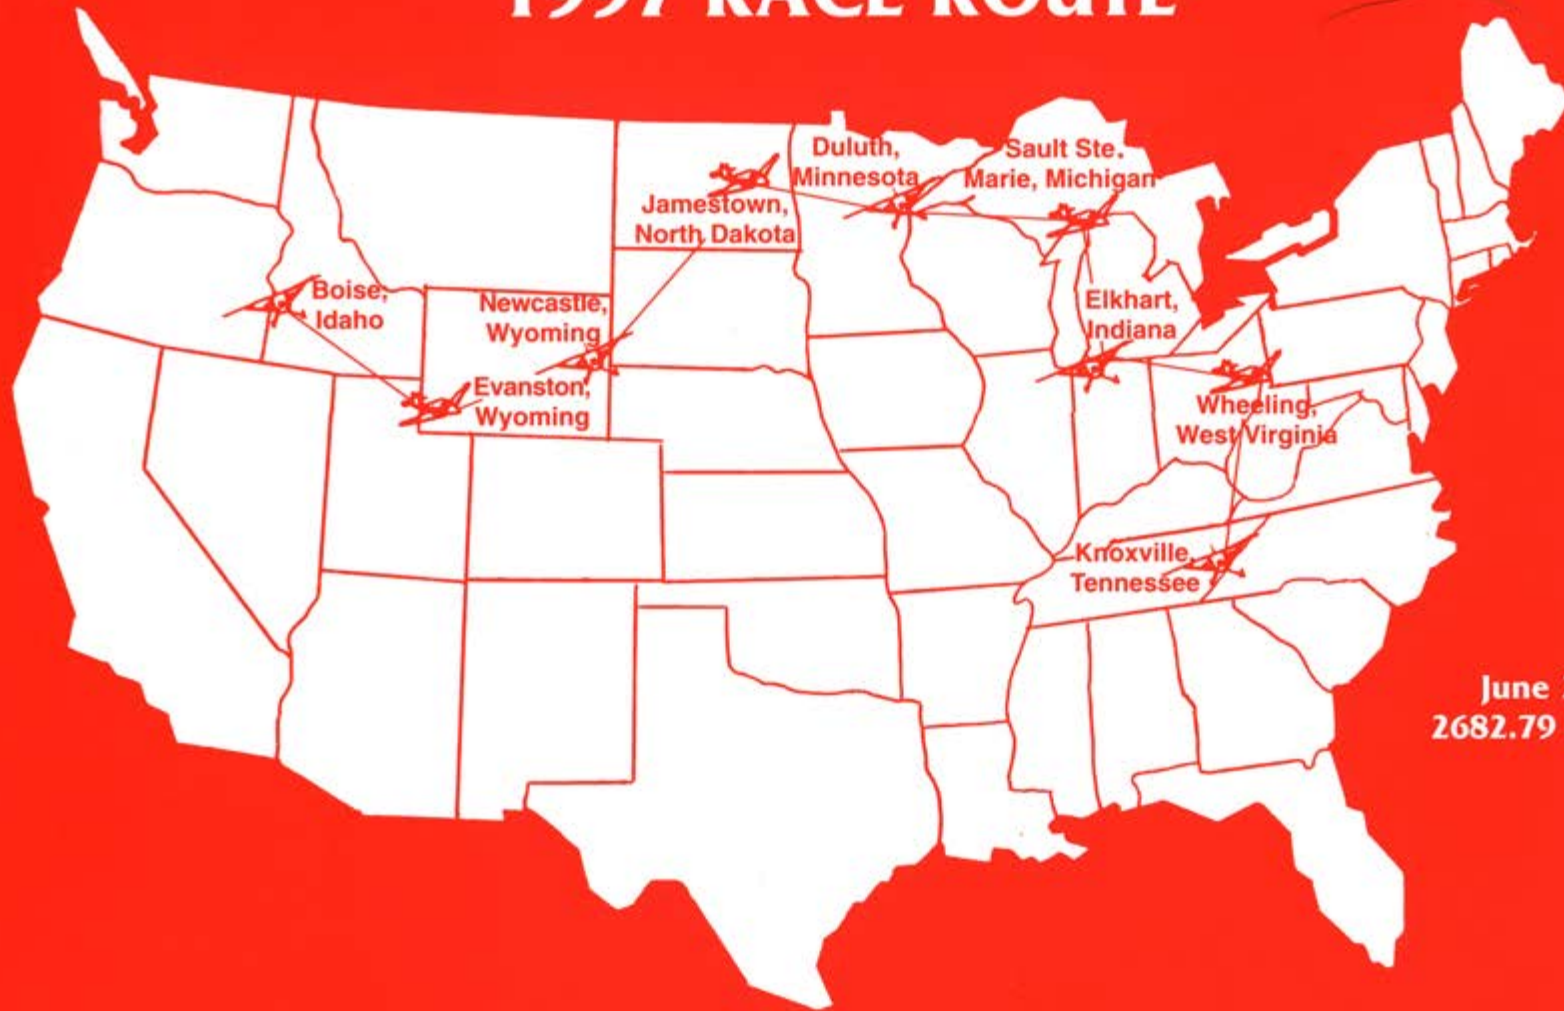 1997 RACE ROUTE
Duluth,
Minnesota
Sault Ste.
Marie, Michigan
Jamestown,
North Dakota
Boise,
Idaho
Newcastle,
Wyoming
Elkhart,
Indiana
Evanston,
Wyoming
Wheeling,
West Virginia
Knoxville,
Tennessee
June
2682.79